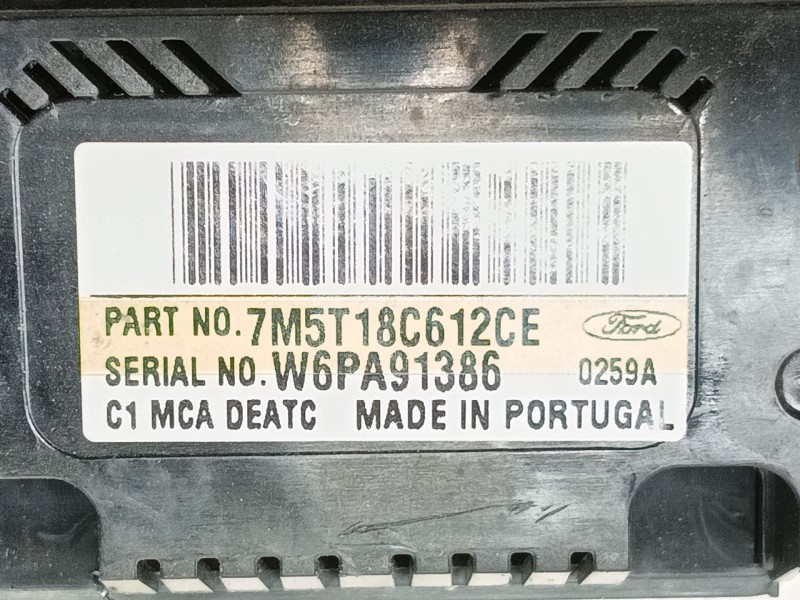 PART NO. 7M5T18C612CE Ford
SERIAL NO. W6PA91386 0259A
C1 MCA DEATC MADE IN PORTUGAL